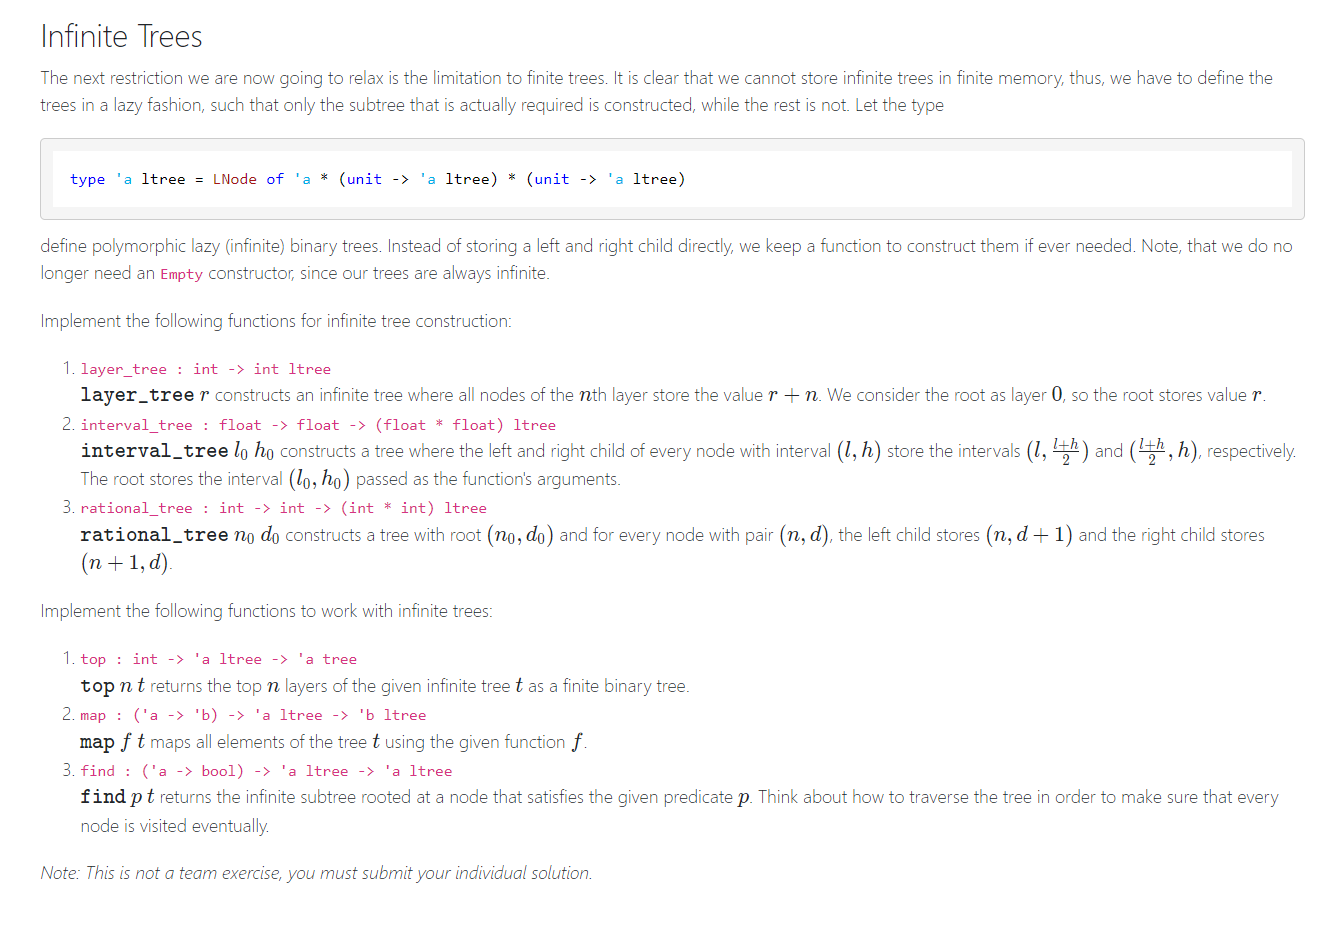 Infinite Trees
The next restriction we are now going to relax is the limitation to finite trees. It is clear that we cannot store infinite trees in finite memory, thus, we have to define the
trees in a lazy fashion, such that only the subtree that is actually required is constructed, while the rest is not. Let the type
type 'a ltree = LNode of 'a * (unit -> 'a ltree) * (unit -> 'a ltree)
define polymorphic lazy (infinite) binary trees. Instead of storing a left and right child directly, we keep a function to construct them if ever needed. Note, that we do no
longer need an Empty constructor, since our trees are always infinite.
Implement the following functions for infinite tree construction:
1. layer_tree : int -> int ltree
layer_tree r constructs an infinite tree where all nodes of the nth layer store the value r + n. We consider the root as layer 0, so the root stores value r.
2. interval_tree : float -> float -> (float * float) ltree
interval_tree l₀ h₀ constructs a tree where the left and right child of every node with interval (l, h) store the intervals (l, (l+h)/2) and ((l+h)/2, h), respectively.
The root stores the interval (l₀, h₀) passed as the function's arguments.
3. rational_tree : int -> int -> (int * int) ltree
rational_tree n₀ d₀ constructs a tree with root (n₀, d₀) and for every node with pair (n, d), the left child stores (n, d + 1) and the right child stores
(n + 1, d).
Implement the following functions to work with infinite trees:
1. top : int -> 'a ltree -> 'a tree
top n t returns the top n layers of the given infinite tree t as a finite binary tree.
2. map : ('a -> 'b) -> 'a ltree -> 'b ltree
map f t maps all elements of the tree t using the given function f.
3. find : ('a -> bool) -> 'a ltree -> 'a ltree
find p t returns the infinite subtree rooted at a node that satisfies the given predicate p. Think about how to traverse the tree in order to make sure that every
node is visited eventually.
Note: This is not a team exercise, you must submit your individual solution.